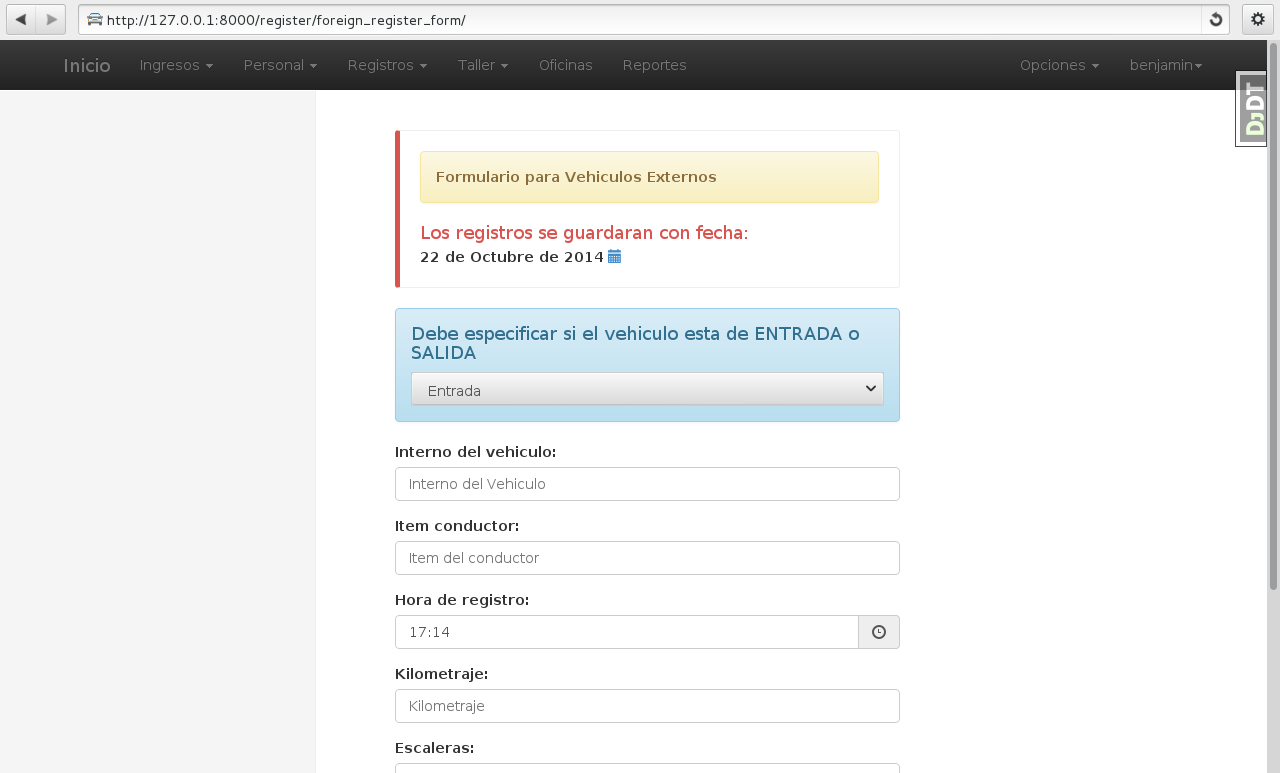 http://127.0.0.1:8000/register/foreign_register_form/
Inicio Ingresos Personal Registros Taller Oficinas Reportes Opciones benjamin
DjDT
Formulario para Vehiculos Externos
Los registros se guardaran con fecha:
22 de Octubre de 2014
Debe especificar si el vehiculo esta de ENTRADA o
SALIDA
Entrada
Interno del vehiculo:
Interno del Vehiculo
Item conductor:
Item del conductor
Hora de registro:
17:14
Kilometraje:
Kilometraje
Escaleras: